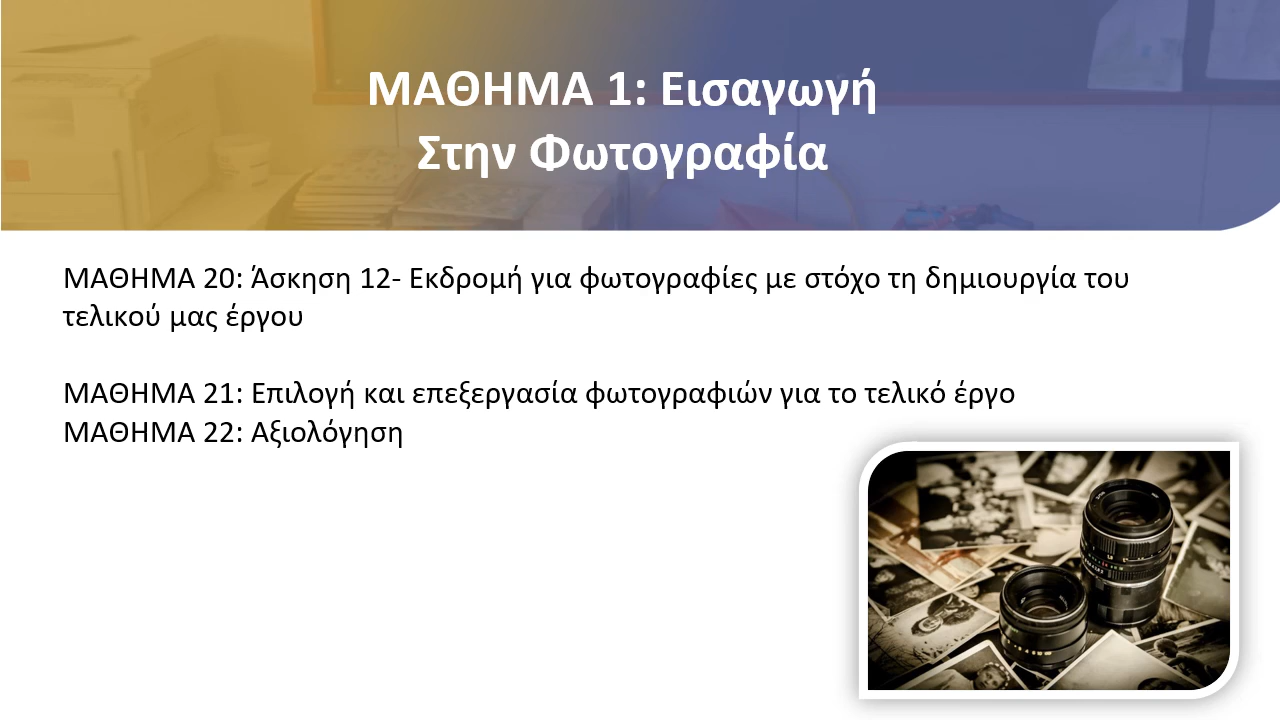 ΜΑΘΗΜΑ 1: Εισαγωγή
Στην Φωτογραφία
ΜΑΘΗΜΑ 20: Άσκηση 12- Εκδρομή για φωτογραφίες με στόχο τη δημιουργία του
τελικού μας έργου
ΜΑΘΗΜΑ 21: Επιλογή και επεξεργασία φωτογραφιών για το τελικό έργο
ΜΑΘΗΜΑ 22: Αξιολόγηση